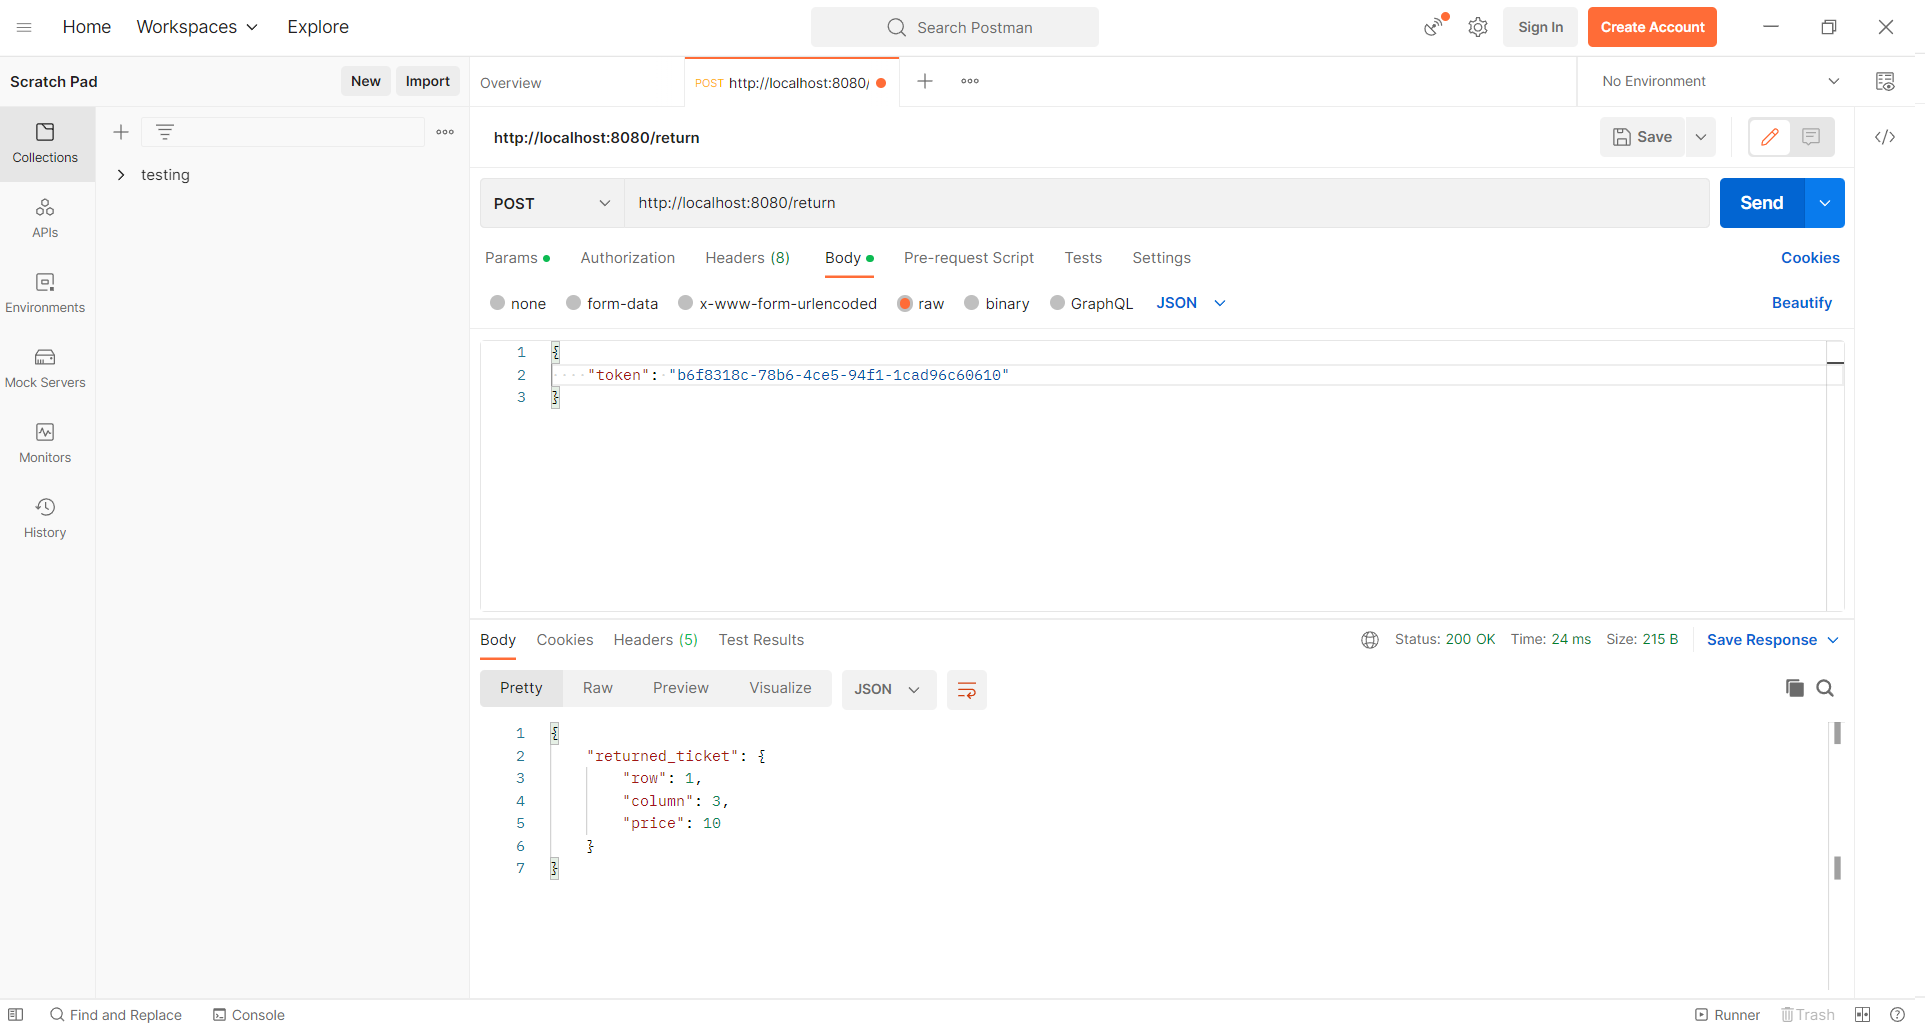 Home Workspaces Explore Search Postman Sign In Create Account
Scratch Pad New Import Overview POST http://localhost:8080/ No Environment
Collections
APIs
Environments
Mock Servers
Monitors
History
testing
http://localhost:8080/return Save
POST http://localhost:8080/return Send
Params Authorization Headers (8) Body Pre-request Script Tests Settings Cookies
none form-data x-www-form-urlencoded raw binary GraphQL JSON Beautify
1 {
2 "token": "b6f8318c-78b6-4ce5-94f1-1cad96c60610"
3 }
Body Cookies Headers (5) Test Results Status: 200 OK Time: 24 ms Size: 215 B Save Response
Pretty Raw Preview Visualize JSON
1 {
2 "returned_ticket": {
3 "row": 1,
4 "column": 3,
5 "price": 10
6 }
7 }
Find and Replace Console Runner Trash